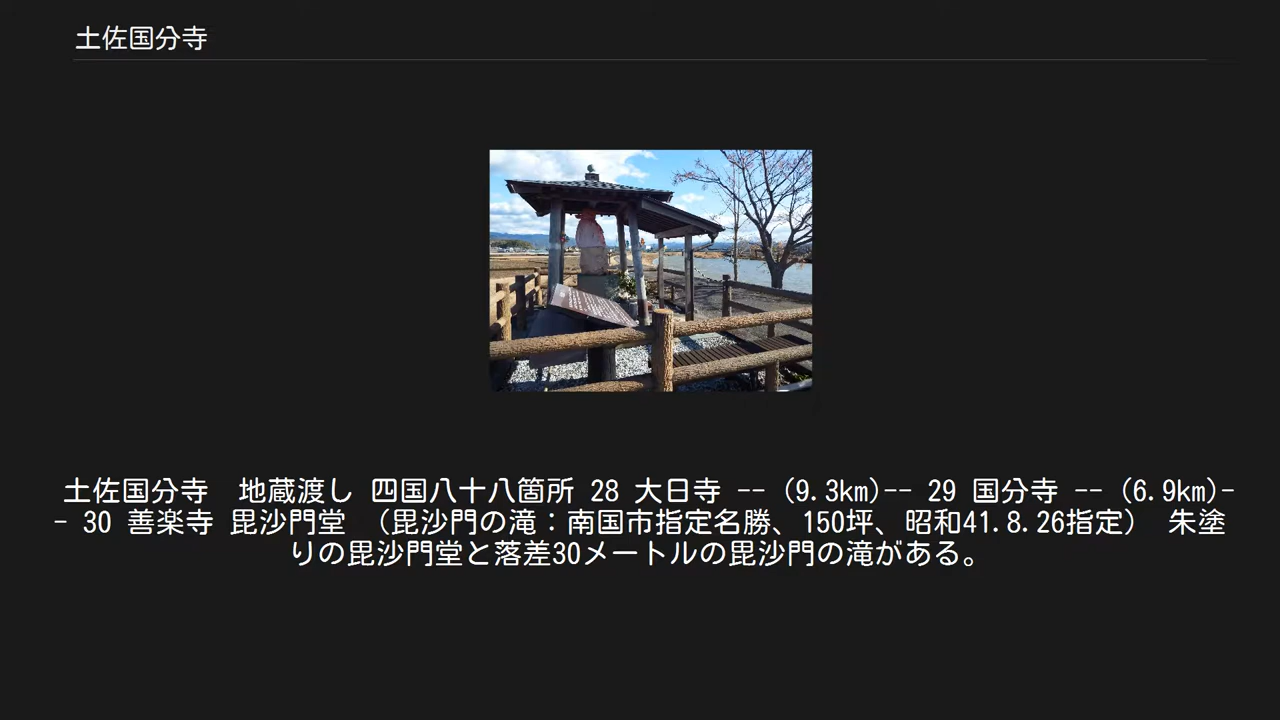 土佐国分寺
土佐国分寺　地蔵渡し 四国八十八箇所 28 大日寺 -- (9.3km)-- 29 国分寺 -- (6.9km)-
- 30 善楽寺 毘沙門堂 （毘沙門の滝：南国市指定名勝、150坪、昭和41.8.26指定） 朱塗
りの毘沙門堂と落差30メートルの毘沙門の滝がある。